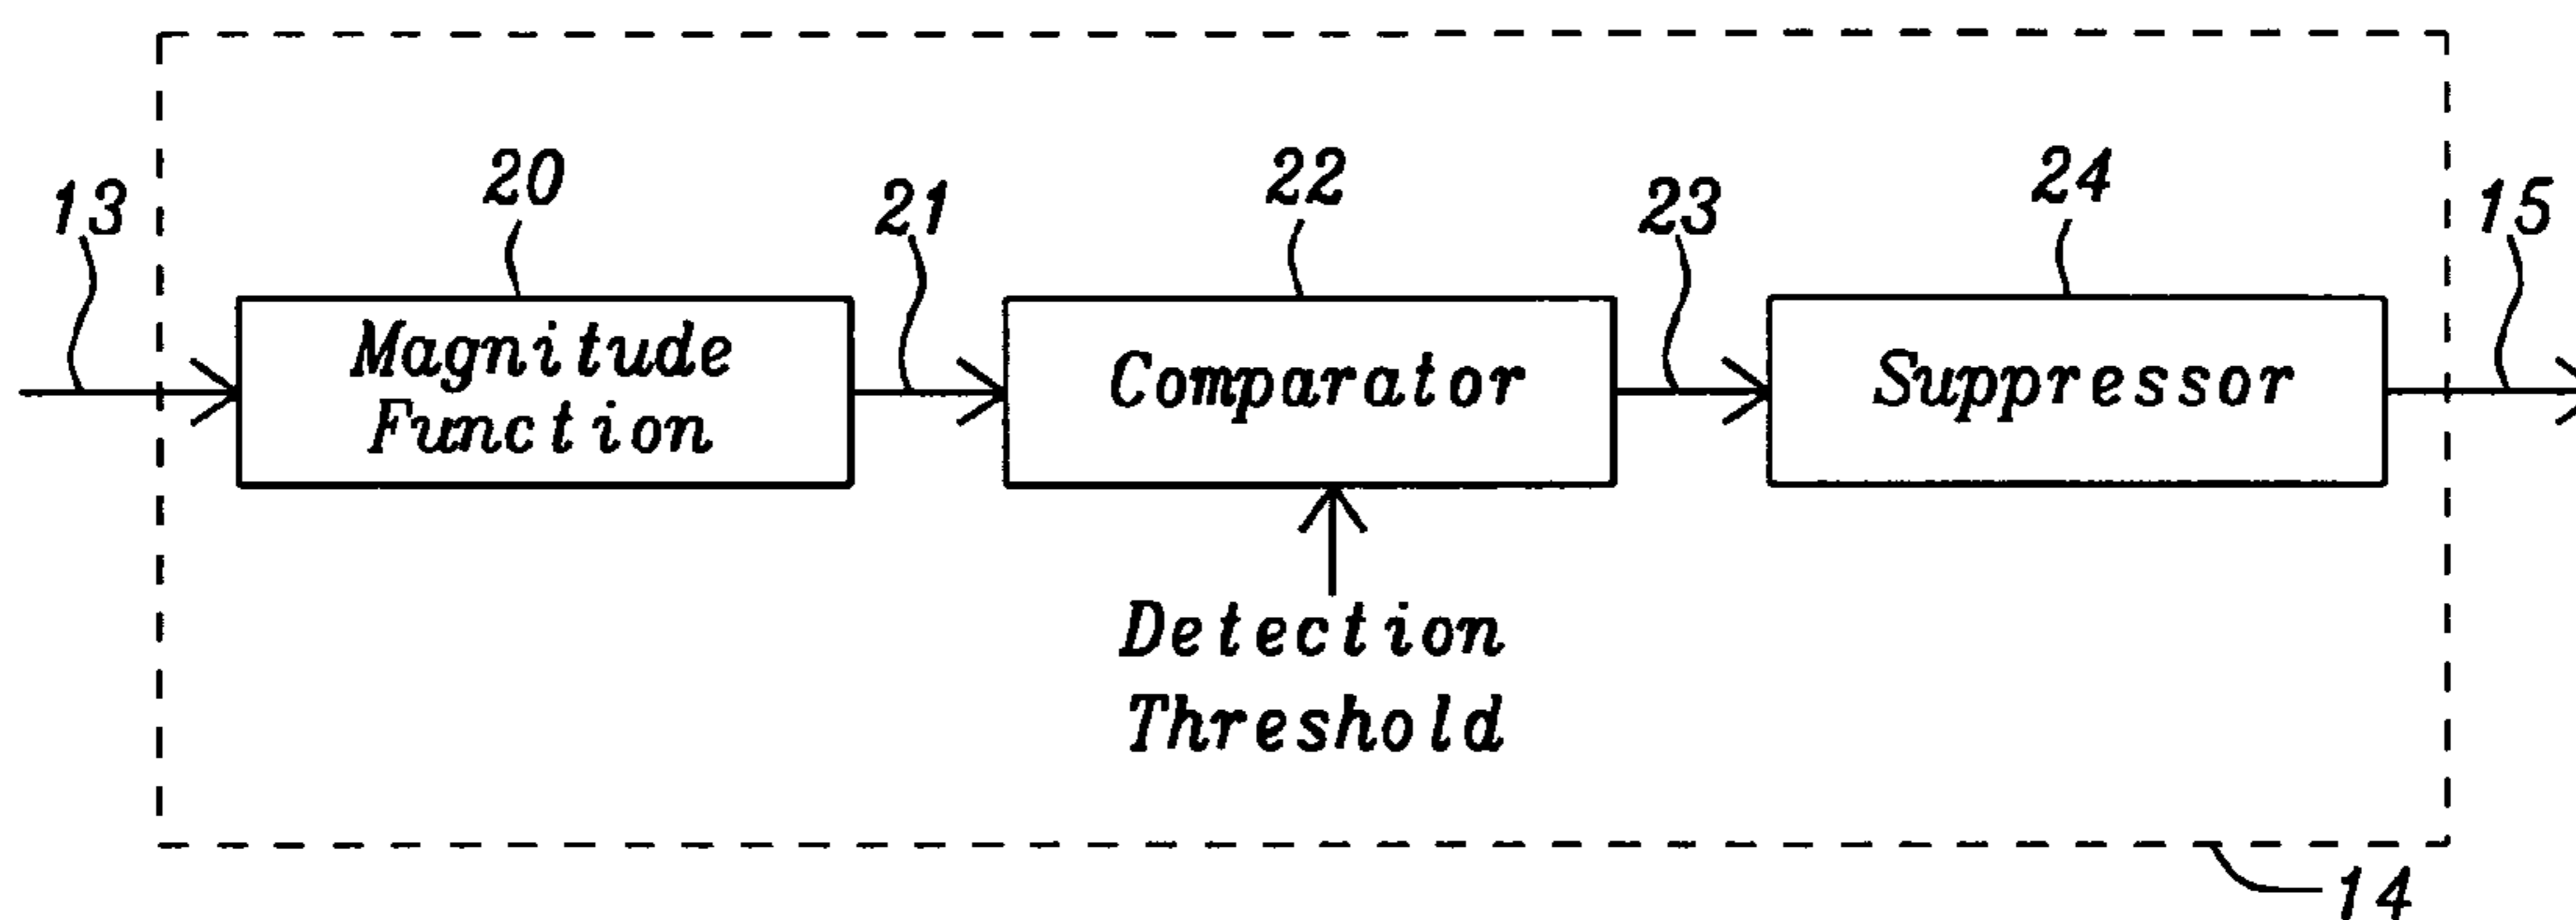 13
20
21
22
23
24
15
Magnitude
Function
Comparator
Suppressor
Detection
Threshold
14